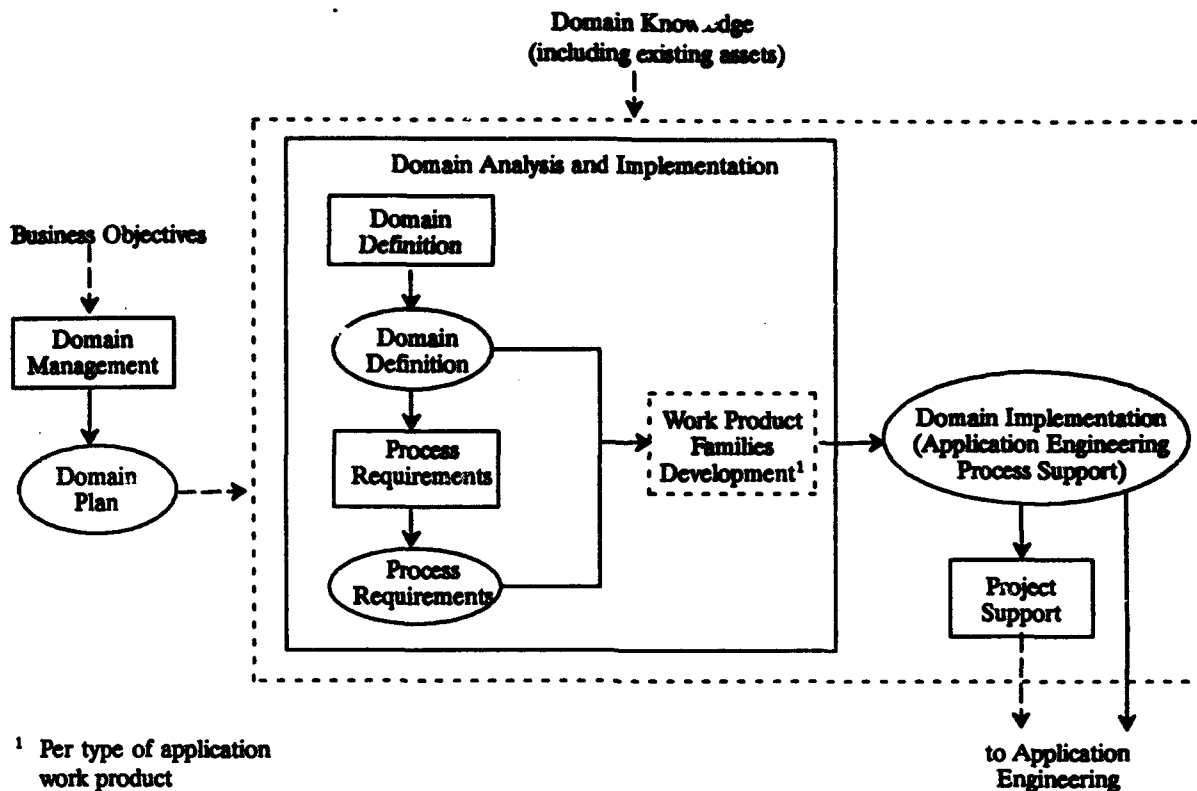 Domain
(including existing assets)
Domain Analysis and Implementation
Business Objectives
Domain
Management
Domain
Plan
Domain
Definition
Domain
Definition
Process
Requirements
Process
Requirements
Work Product
Families
Development¹
Domain Implementation
(Application Engineering
Process Support)
Project
Support
to Application
Engineering
¹ Per type of application
work product